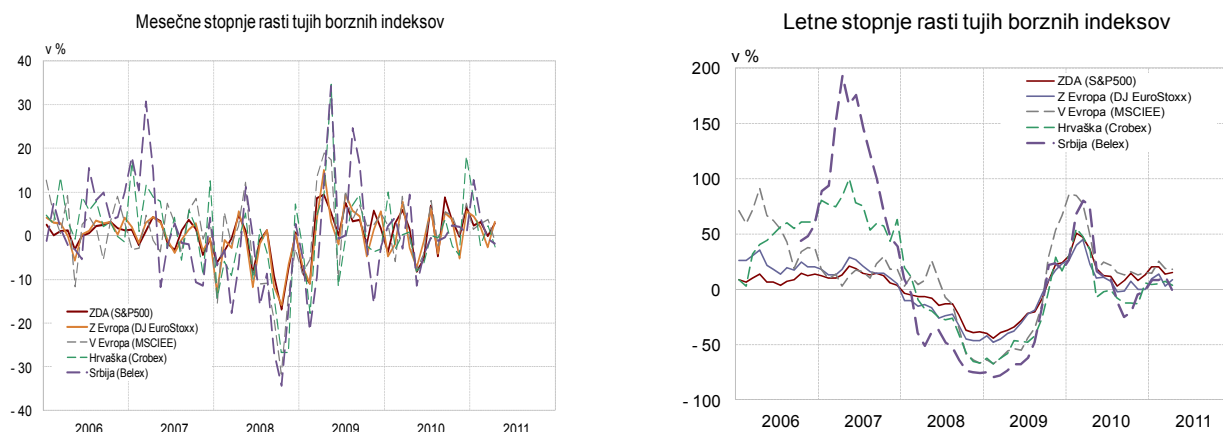 Mesečne stopnje rasti tujih borznih indeksov
v %
40
30
20
10
0
- 10
- 20
- 30
- 40
ZDA (S&P500)
Z Evropa (DJ EuroStoxx)
V Evropa (MSCIEE)
Hrvaška (Crobex)
Srbija (Belex)
2006 2007 2008 2009 2010 2011
Letne stopnje rasti tujih borznih indeksov
v %
200
150
100
50
0
- 50
- 100
ZDA (S&P500)
Z Evropa (DJ EuroStoxx)
V Evropa (MSCIEE)
Hrvaška (Crobex)
Srbija (Belex)
2006 2007 2008 2009 2010 2011